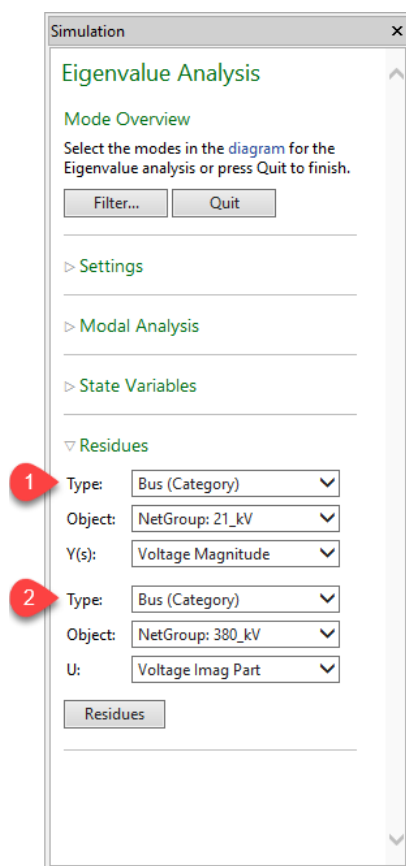 Simulation
Eigenvalue Analysis
Mode Overview
Select the modes in the diagram for the
Eigenvalue analysis or press Quit to finish.
Filter... Quit
Settings
Modal Analysis
State Variables
Residues
1 Type: Bus (Category)
Object: NetGroup: 21_kV
Y(s): Voltage Magnitude
2 Type: Bus (Category)
Object: NetGroup: 380_kV
U: Voltage Imag Part
Residues